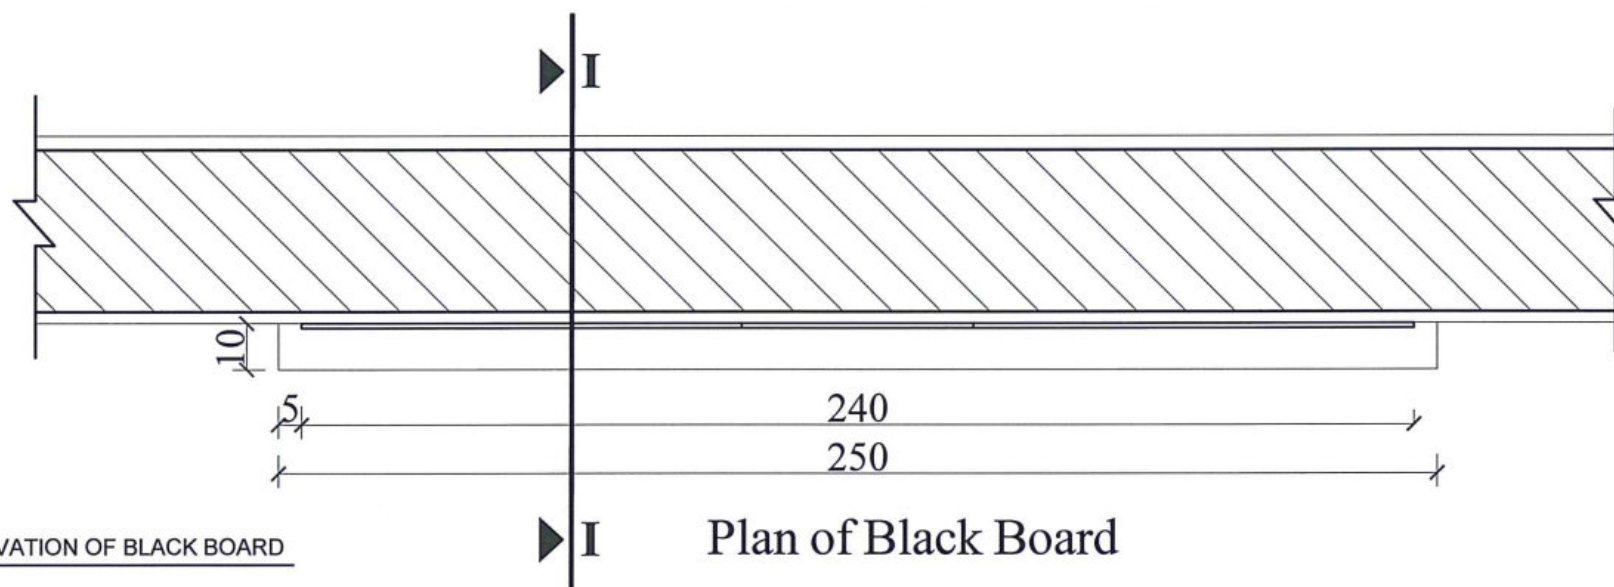 I
10
5
240
250
VATION OF BLACK BOARD
I
Plan of Black Board